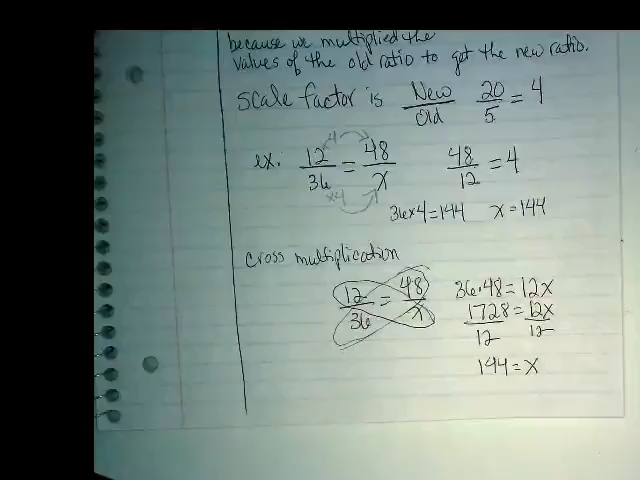 because we multiplied the
values of the old ratio to get the new ratio.
scale factor is New/Old 20/5 = 4
ex: 12/36 = 48/x 48/12 = 4
4
×4
36×4=144 x=144
cross multiplication
12/36 = 48/x
36·48 = 12x
1728/12 = 12x/12
144 = x